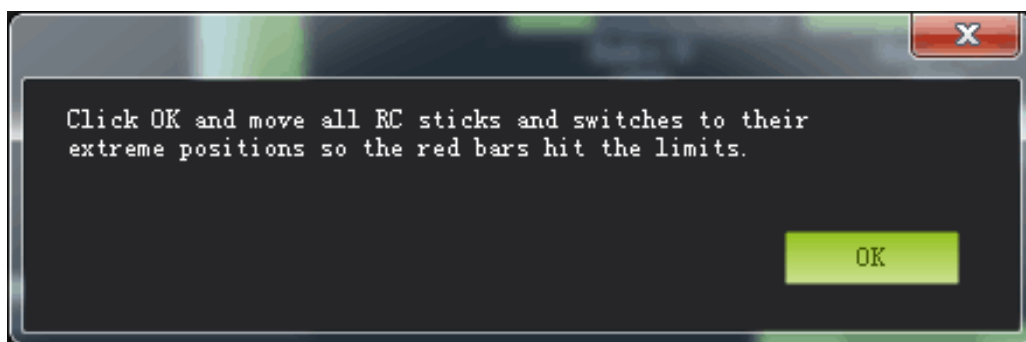 Click OK and move all RC sticks and switches to their
extreme positions so the red bars hit the limits.
OK